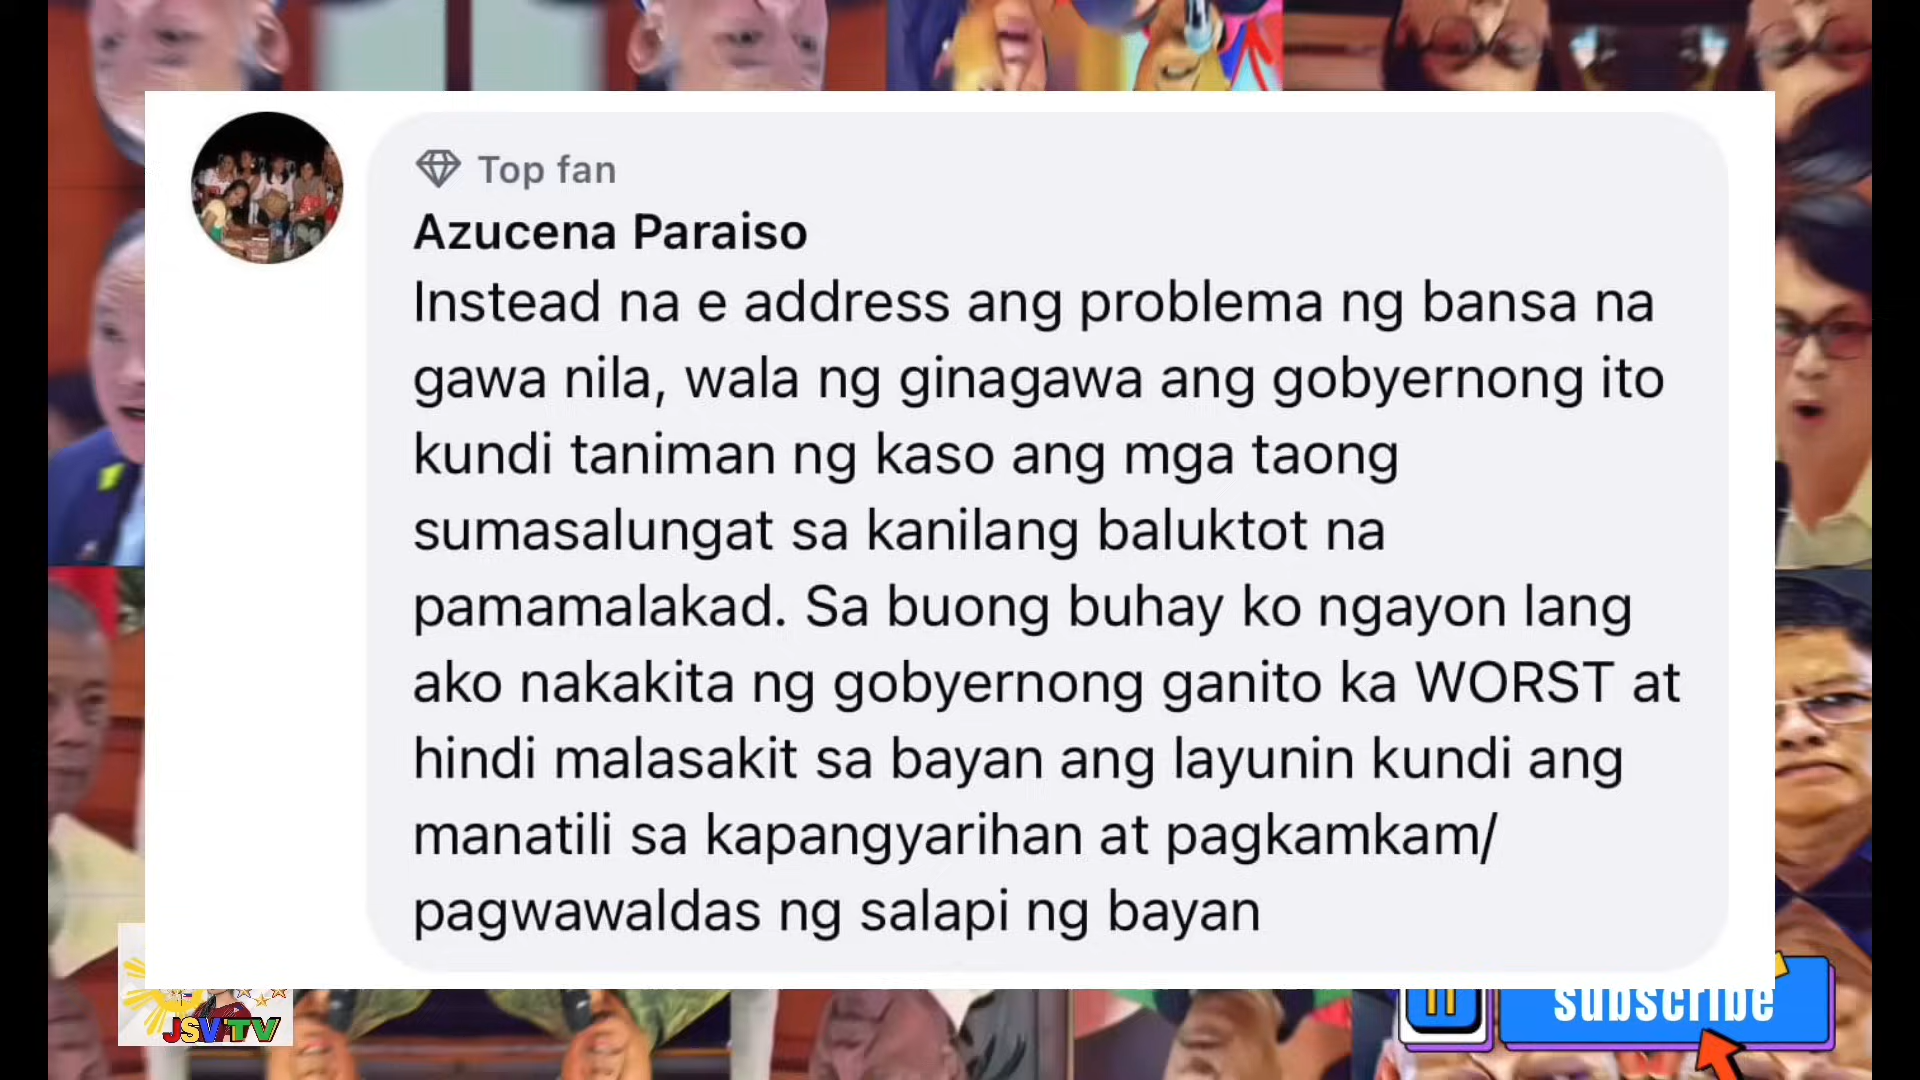 Top fan
Azucena Paraiso
Instead na e address ang problema ng bansa na
gawa nila, wala ng ginagawa ang gobyernong ito
kundi taniman ng kaso ang mga taong
sumasalungat sa kanilang baluktot na
pamamalakad. Sa buong buhay ko ngayon lang
ako nakakita ng gobyernong ganito ka WORST at
hindi malasakit sa bayan ang layunin kundi ang
manatili sa kapangyarihan at pagkamkam/
pagwawaldas ng salapi ng bayan
JSV TV
subscribe